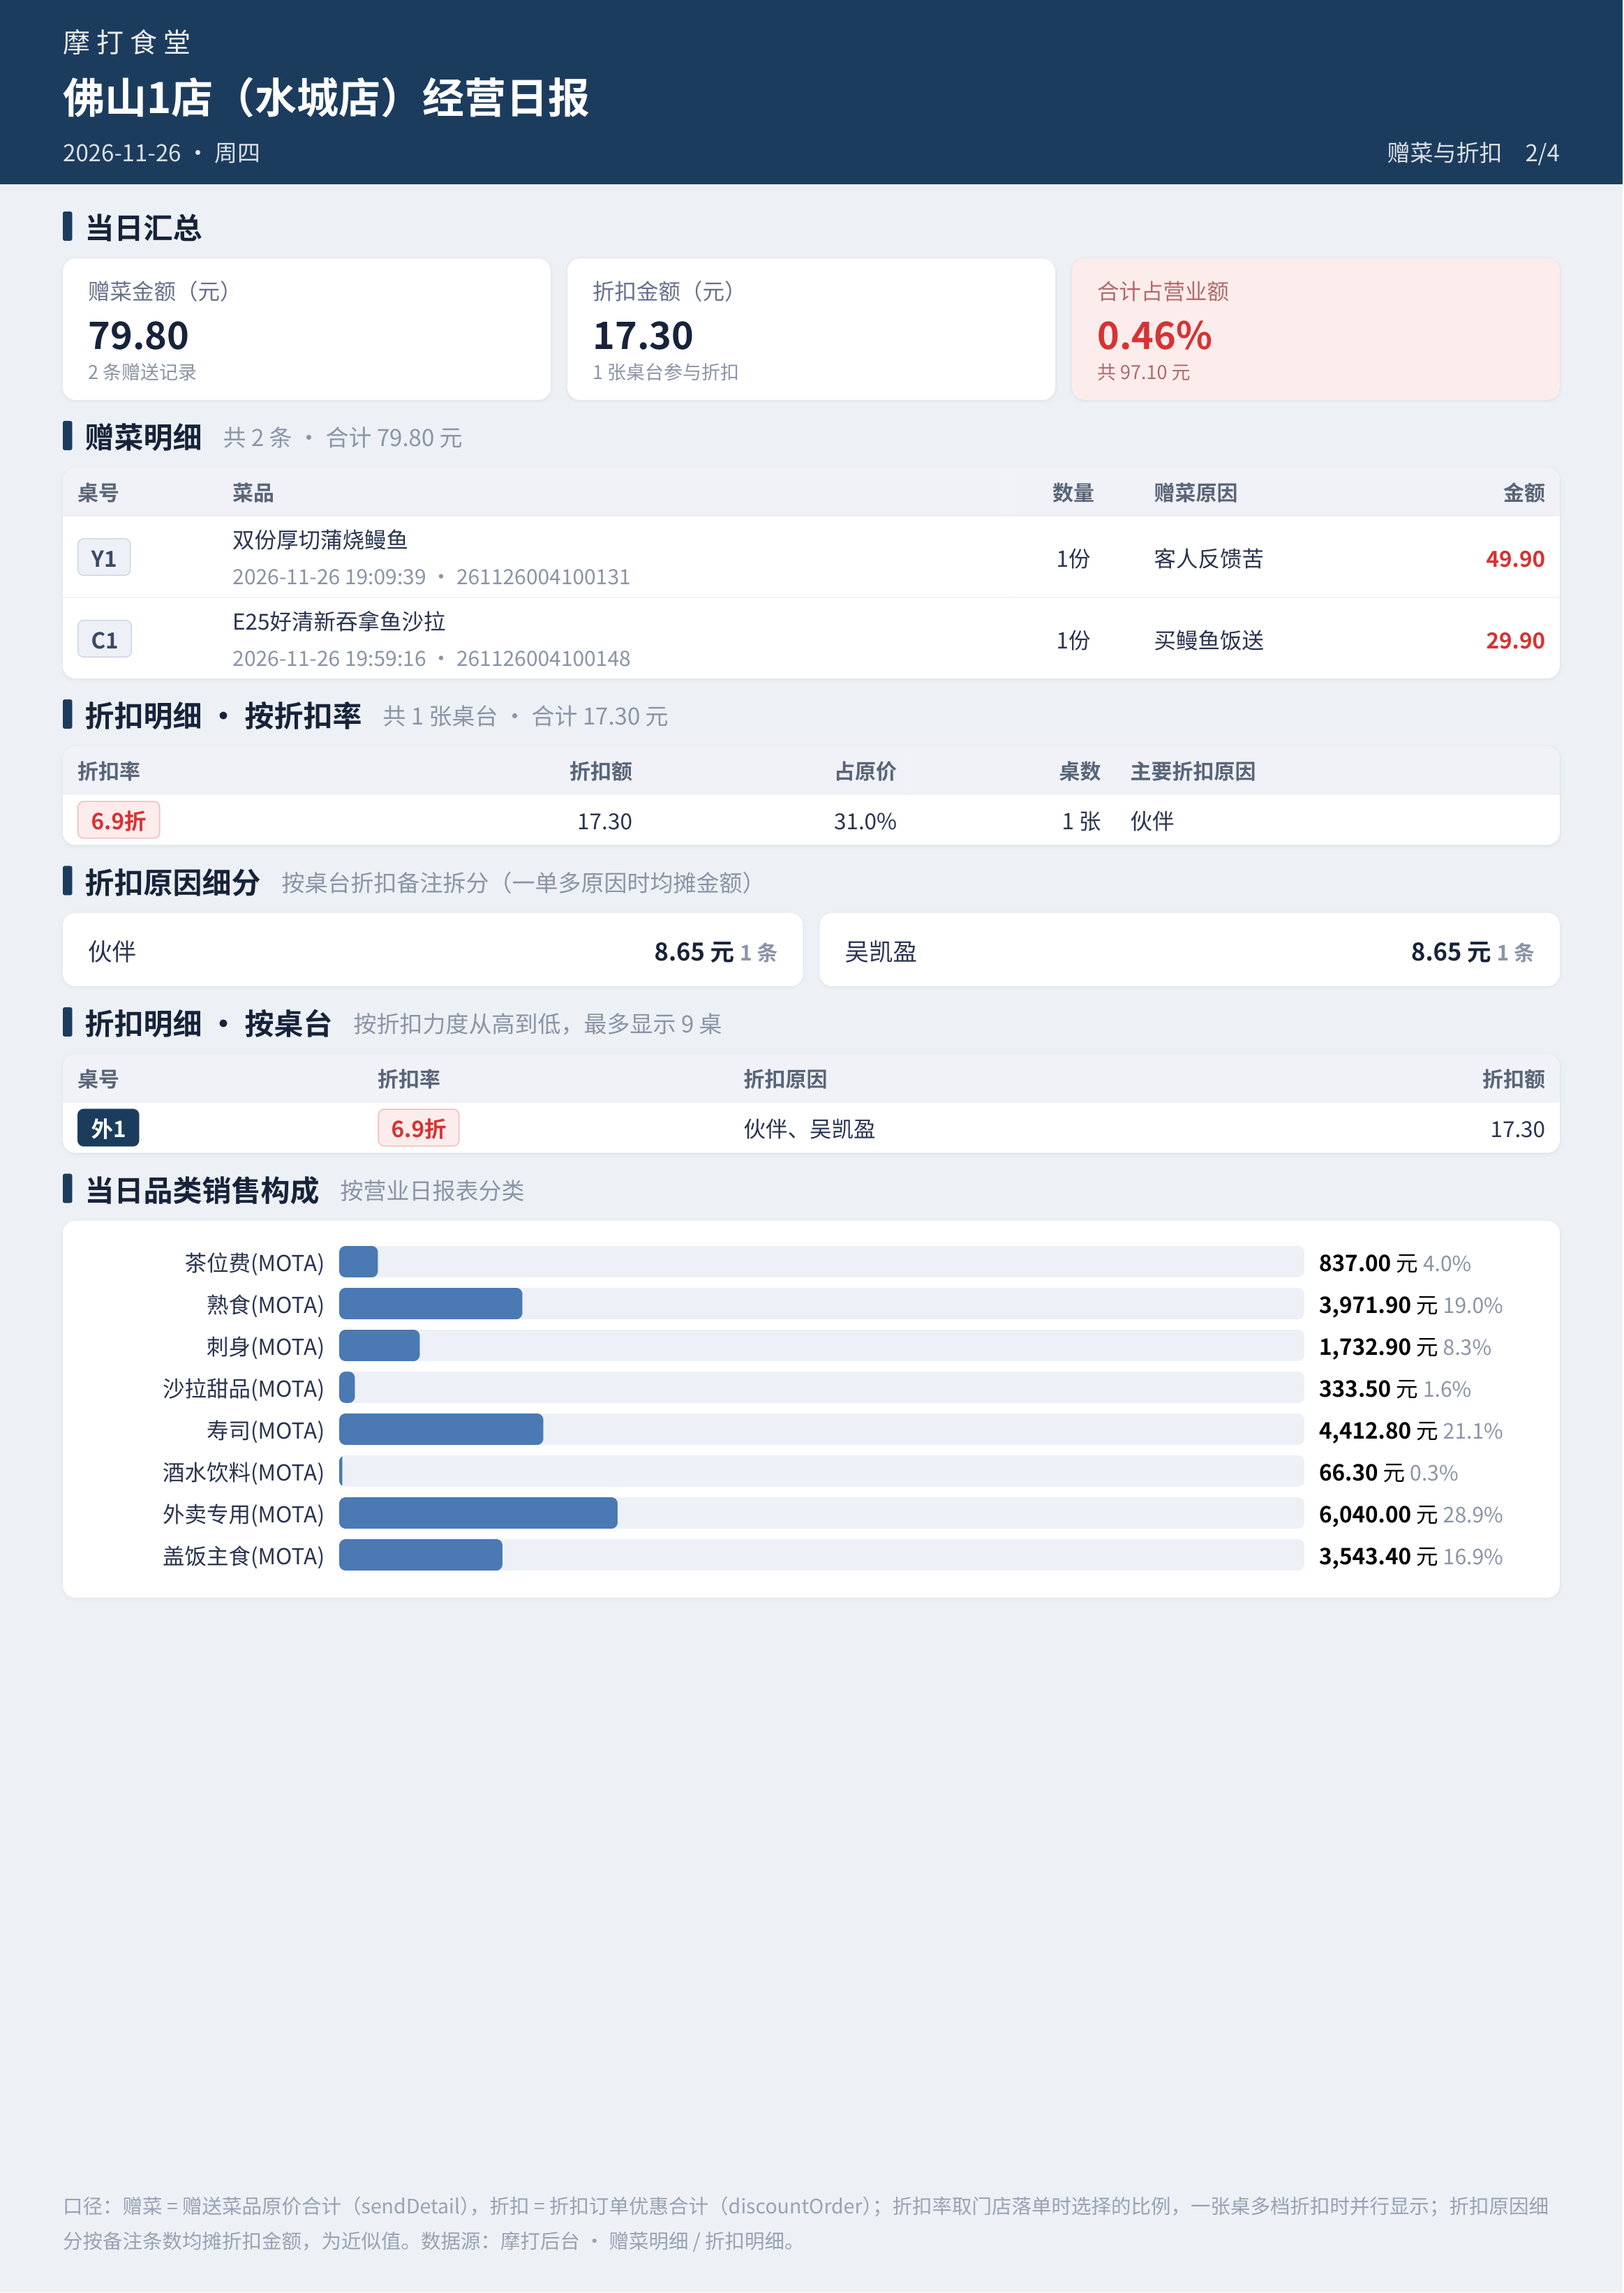 摩打食堂
佛山1店（水城店）经营日报
2026-11-26 • 周四
赠菜与折扣 2/4
当日汇总
赠菜金额（元）
79.80
2 条赠送记录
折扣金额（元）
17.30
1 张桌台参与折扣
合计占营业额
0.46%
共 97.10 元
赠菜明细 共 2 条 • 合计 79.80 元
桌号 菜品 数量 赠菜原因 金额
Y1 双份厚切蒲烧鳗鱼 1份 客人反馈苦 49.90
2026-11-26 19:09:39 • 261126004100131
C1 E25好清新吞拿鱼沙拉 1份 买鳗鱼饭送 29.90
2026-11-26 19:59:16 • 261126004100148
折扣明细 • 按折扣率 共 1 张桌台 • 合计 17.30 元
折扣率 折扣额 占原价 桌数 主要折扣原因
6.9折 17.30 31.0% 1 张 伙伴
折扣原因细分 按桌台折扣备注拆分（一单多原因时均摊金额）
伙伴 8.65 元 1 条
吴凯盈 8.65 元 1 条
折扣明细 • 按桌台 按折扣力度从高到低，最多显示 9 桌
桌号 折扣率 折扣原因 折扣额
外1 6.9折 伙伴、吴凯盈 17.30
当日品类销售构成 按营业日报表分类
茶位费(MOTA) 837.00 元 4.0%
熟食(MOTA) 3,971.90 元 19.0%
刺身(MOTA) 1,732.90 元 8.3%
沙拉甜品(MOTA) 333.50 元 1.6%
寿司(MOTA) 4,412.80 元 21.1%
酒水饮料(MOTA) 66.30 元 0.3%
外卖专用(MOTA) 6,040.00 元 28.9%
盖饭主食(MOTA) 3,543.40 元 16.9%
口径：赠菜 = 赠送菜品原价合计（sendDetail），折扣 = 折扣订单优惠合计（discountOrder）；折扣率取门店落单时选择的比例，一张桌多档折扣时并行显示；折扣原因细
分按备注条数均摊折扣金额，为近似值。数据源：摩打后台 • 赠菜明细 / 折扣明细。